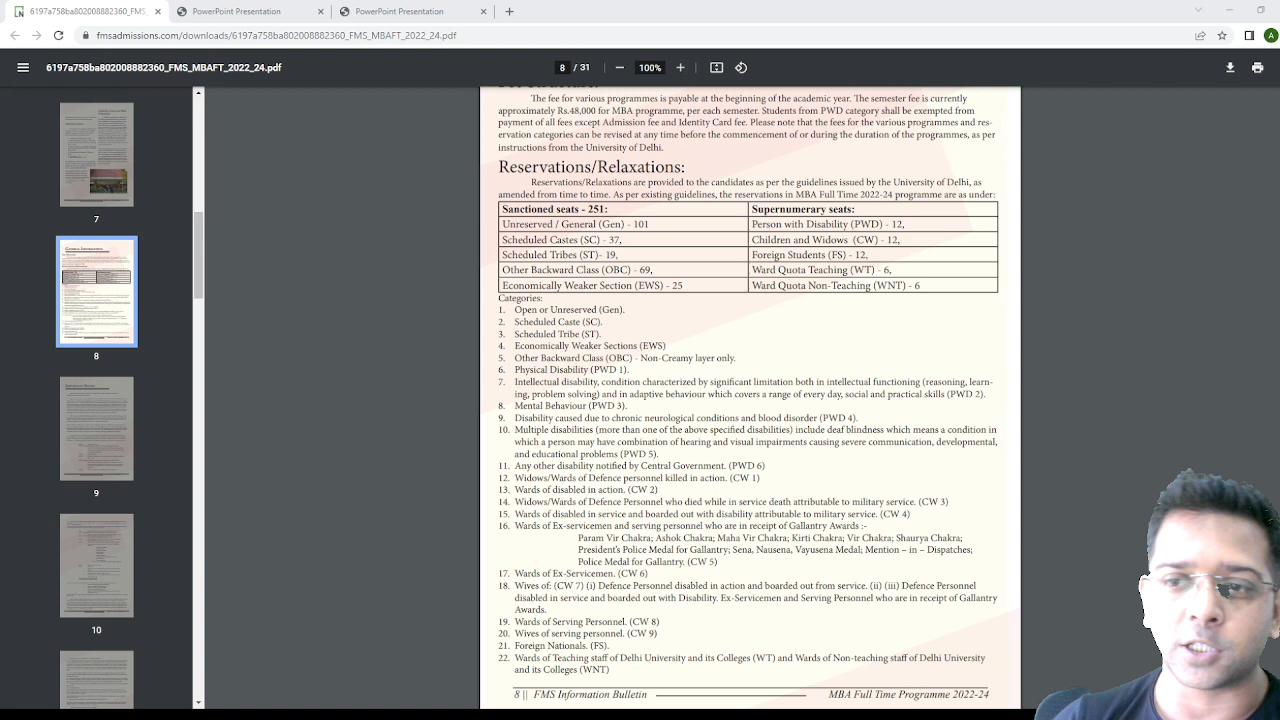 6197a758ba802008882360_FMS_
PowerPoint Presentation
PowerPoint Presentation
fmsadmissions.com/downloads/6197a758ba802008882360_FMS_MBAFT_2022_24.pdf
A
6197a758ba802008882360_FMS_MBAFT_2022_24.pdf
8 / 31
100%
The fee for various programmes is payable at the beginning of the academic year. The semester fee is currently
approximately Rs.48,000 for MBA programme, per each semester. Students from PWD category shall be exempted from
payment of all fees except Admission fee and Identity Card fee. Please note that the fees for the various programmes and res-
ervation categories can be revised at any time before the commencement of or during the duration of the programmes, as per
instructions from the University of Delhi.
Reservations/Relaxations:
Reservations/Relaxations are provided to the candidates as per the guidelines issued by the University of Delhi, as
amended from time to time. As per existing guidelines, the reservations in MBA Full Time 2022-24 programme are as under:
Sanctioned seats - 251: Supernumerary seats:
Unreserved / General (Gen) - 101 Person with Disability (PWD) - 12,
Scheduled Castes (SC) - 37, Children and Widows (CW) - 12,
Scheduled Tribes (ST)- 19, Foreign Students (FS) - 12,
Other Backward Class (OBC) - 69, Ward Quota Teaching (WT) - 6,
Economically Weaker Section (EWS) - 25 Ward Quota Non-Teaching (WNT) - 6
Categories:
1. Open or Unreserved (Gen).
2. Scheduled Caste (SC).
3. Scheduled Tribe (ST).
4. Economically Weaker Sections (EWS)
5. Other Backward Class (OBC) - Non-Creamy layer only.
6. Physical Disability (PWD 1).
7. Intellectual disability, condition characterized by significant limitation both in intellectual functioning (reasoning, learn-
ing, problem solving) and in adaptive behaviour which covers a range of every day, social and practical skills (PWD 2).
8. Mental Behaviour (PWD 3).
9. Disability caused due to chronic neurological conditions and blood disorder (PWD 4).
10. Multiple disabilities (more than one of the above specified disabilities) include deaf blindness which means a condition in
which a person may have combination of hearing and visual impairments causing severe communication, developmental,
and educational problems (PWD 5).
11. Any other disability notified by Central Government. (PWD 6)
12. Widows/Wards of Defence personnel killed in action. (CW 1)
13. Wards of disabled in action. (CW 2)
14. Widows/Wards of Defence Personnel who died while in service death attributable to military service. (CW 3)
15. Wards of disabled in service and boarded out with disability attributable to military service. (CW 4)
16. Wards of Ex-servicemen and serving personnel who are in receipt of Gallantry Awards :-
Param Vir Chakra; Ashok Chakra; Maha Vir Chakra; Kirti Chakra; Vir Chakra; Shaurya Chakra;
President's Police Medal for Gallantry; Sena, Nausena, Vayusena Medal; Mention – in – Dispatches;
Police Medal for Gallantry. (CW 5)
17. Wards of Ex-Servicemen. (CW 6)
18. Wives of: (CW 7) (i) Defence Personnel disabled in action and boarded out from service. (ii) (iii) Defence Personnel
disabled in service and boarded out with Disability. Ex-Servicemen and Serving Personnel who are in receipt of Gallantry
Awards.
19. Wards of Serving Personnel. (CW 8)
20. Wives of serving personnel. (CW 9)
21. Foreign Nationals. (FS).
22. Wards of Teaching staff of Delhi University and its Colleges (WT) and Wards of Non-teaching staff of Delhi University
and its Colleges (WNT)
8 || FMS Information Bulletin MBA Full Time Programme 2022-24
7
8
9
10